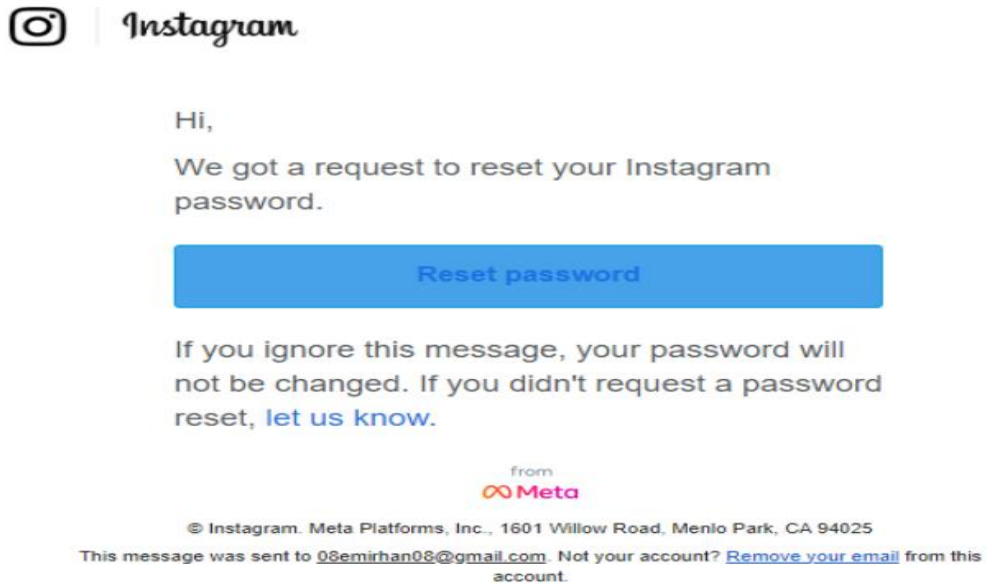 Instagram
Hi,
We got a request to reset your Instagram
password.
Reset password
If you ignore this message, your password will
not be changed. If you didn't request a password
reset, let us know.
from
Meta
© Instagram. Meta Platforms, Inc., 1601 Willow Road, Menlo Park, CA 94025
This message was sent to 08emirhan08@gmail.com. Not your account? Remove your email from this
account.